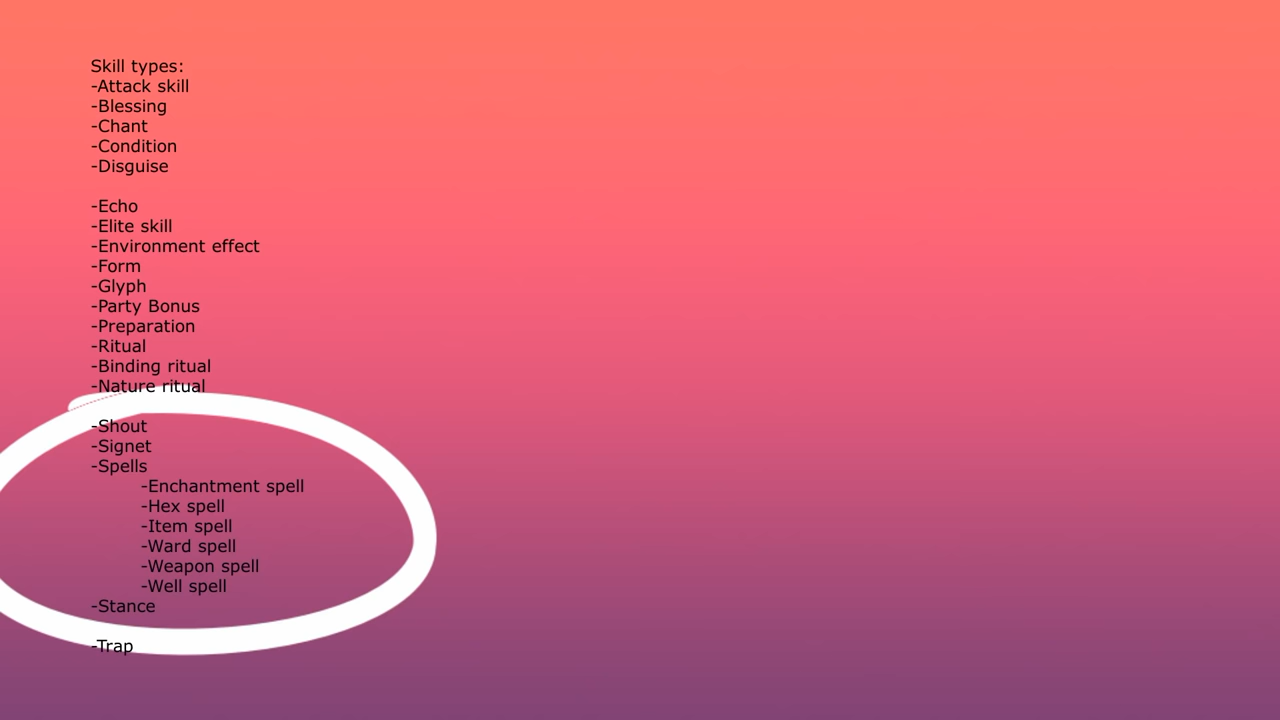 Skill types:
-Attack skill
-Blessing
-Chant
-Condition
-Disguise
-Echo
-Elite skill
-Environment effect
-Form
-Glyph
-Party Bonus
-Preparation
-Ritual
-Binding ritual
-Nature ritual
-Shout
-Signet
-Spells
-Enchantment spell
-Hex spell
-Item spell
-Ward spell
-Weapon spell
-Well spell
-Stance
-Trap